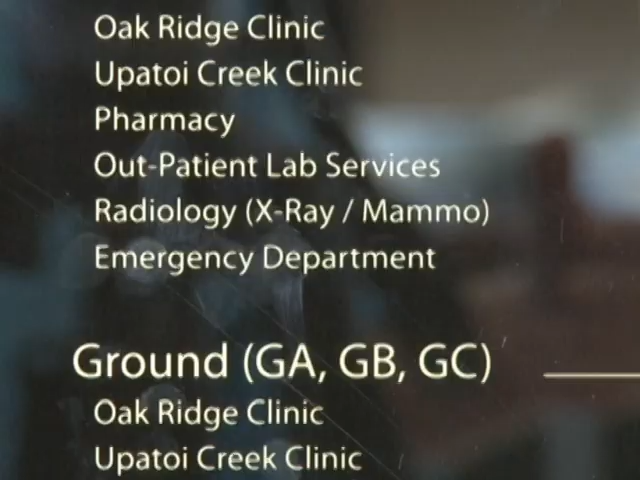 Oak Ridge Clinic
Upatoi Creek Clinic
Pharmacy
Out-Patient Lab Services
Radiology (X-Ray / Mammo)
Emergency Department
Ground (GA, GB, GC)
Oak Ridge Clinic
Upatoi Creek Clinic